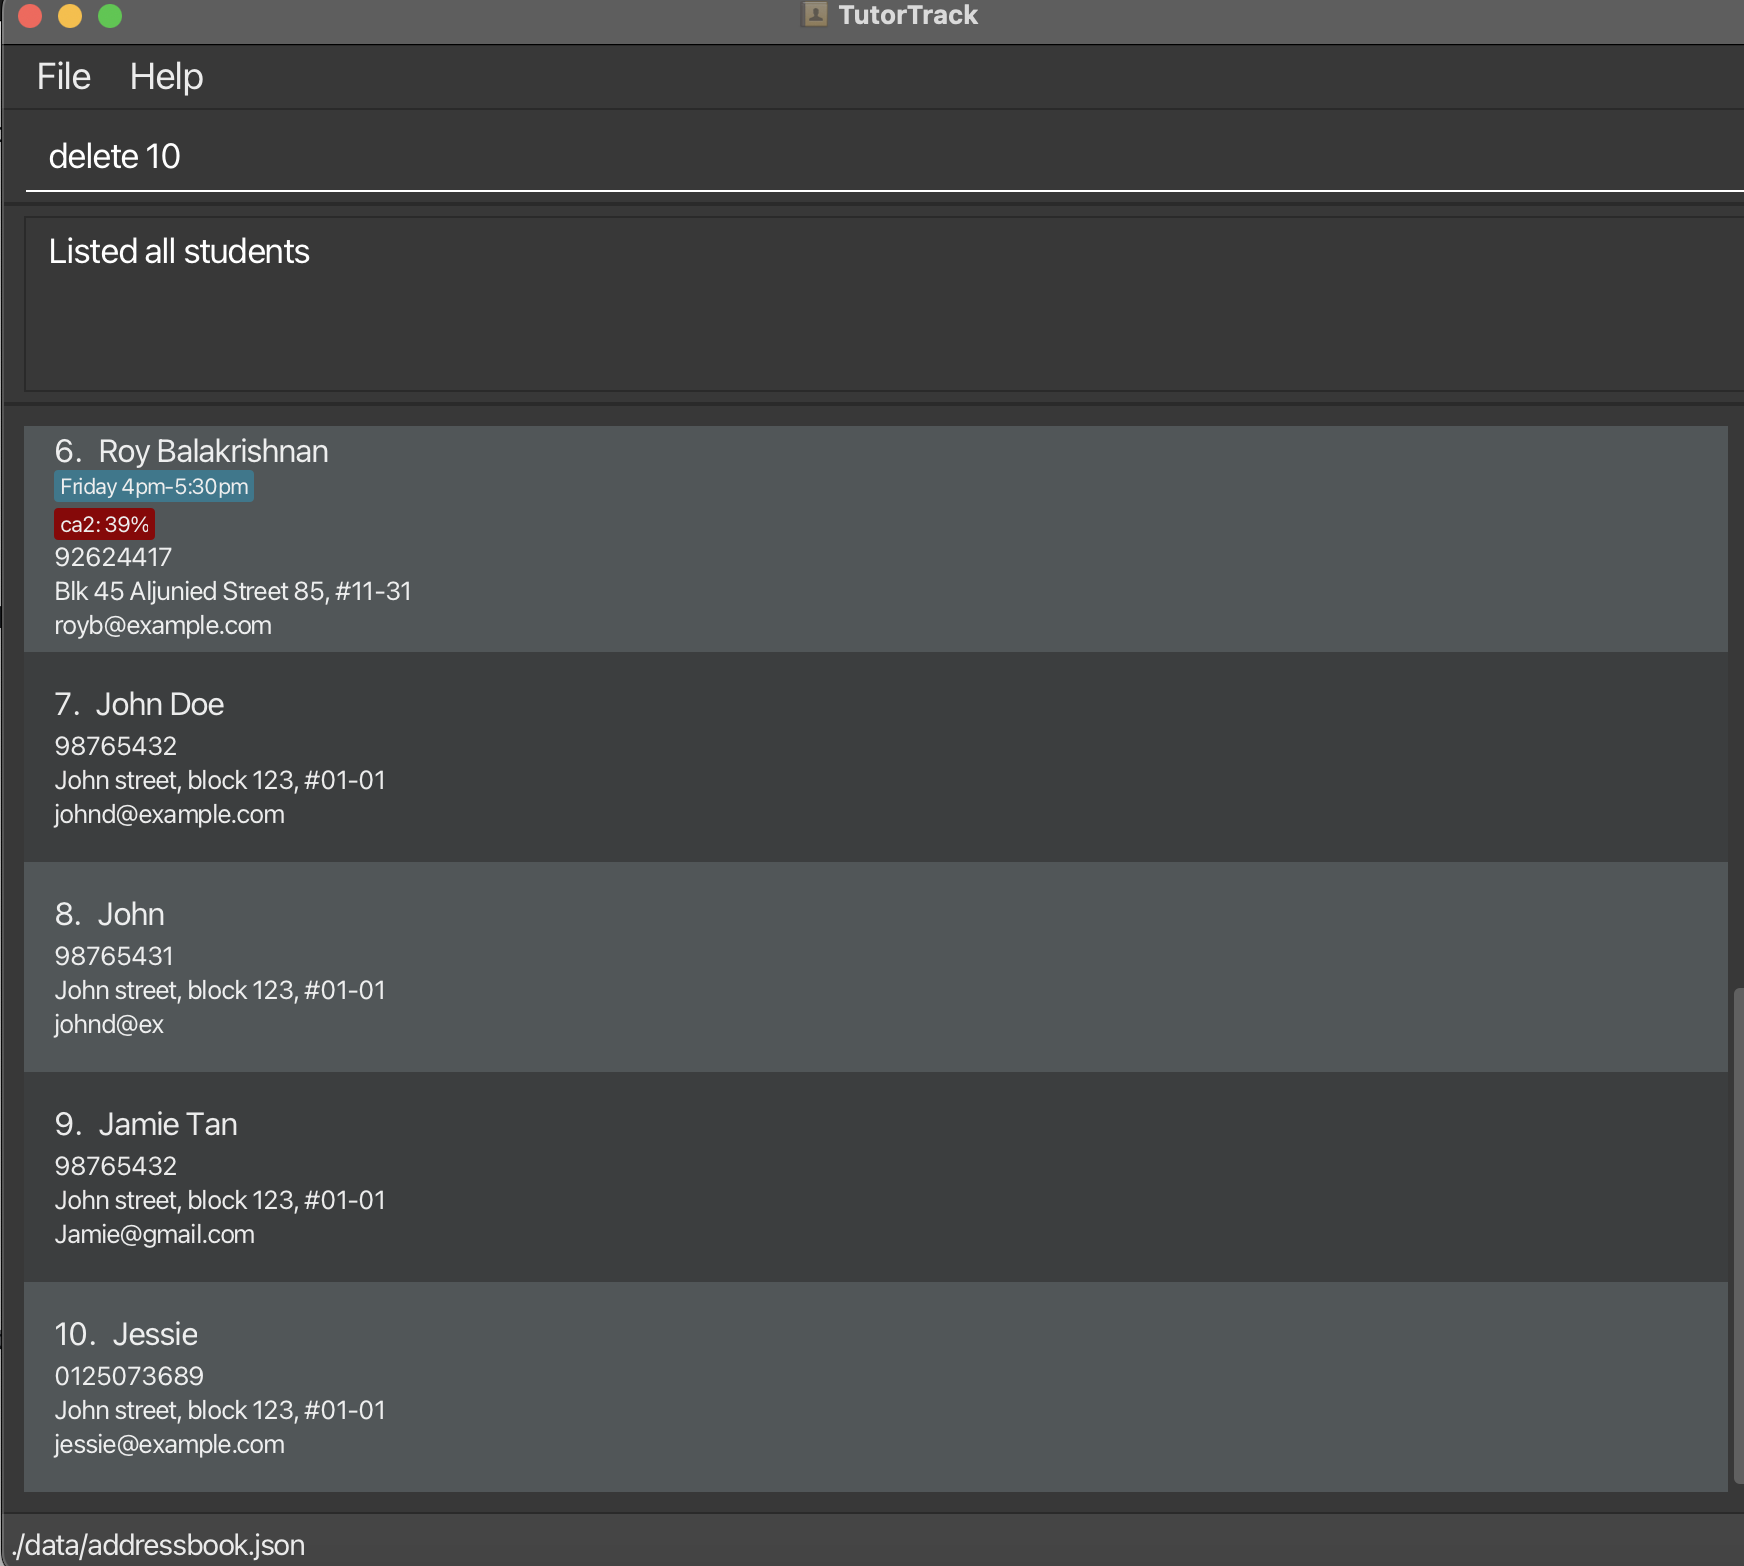 TutorTrack
File Help
delete 10
Listed all students
6. Roy Balakrishnan
Friday 4pm-5:30pm
ca2: 39%
92624417
Blk 45 Aljunied Street 85, #11-31
royb@example.com
7. John Doe
98765432
John street, block 123, #01-01
johnd@example.com
8. John
98765431
John street, block 123, #01-01
johnd@ex
9. Jamie Tan
98765432
John street, block 123, #01-01
Jamie@gmail.com
10. Jessie
0125073689
John street, block 123, #01-01
jessie@example.com
./data/addressbook.json